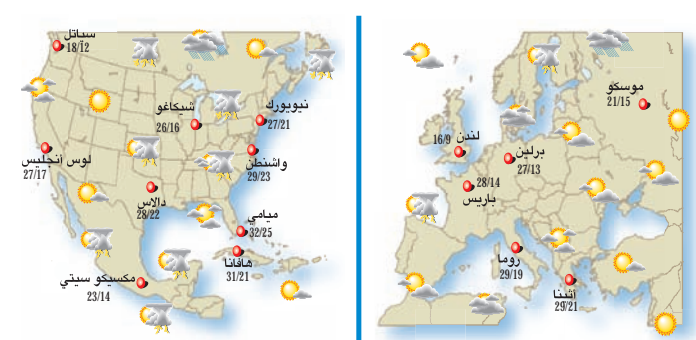 سياتل
18/12
شيكاغو
26/16
نيويورك
27/21
لوس أنجليس
27/17
واشنطن
29/23
دالاس
28/22
ميامي
32/25
هافانا
31/21
مكسيكو سيتي
23/14
موسكو
21/15
لندن
16/9
برلين
27/13
28/14
باريس
روما
29/19
أثينا
29/21